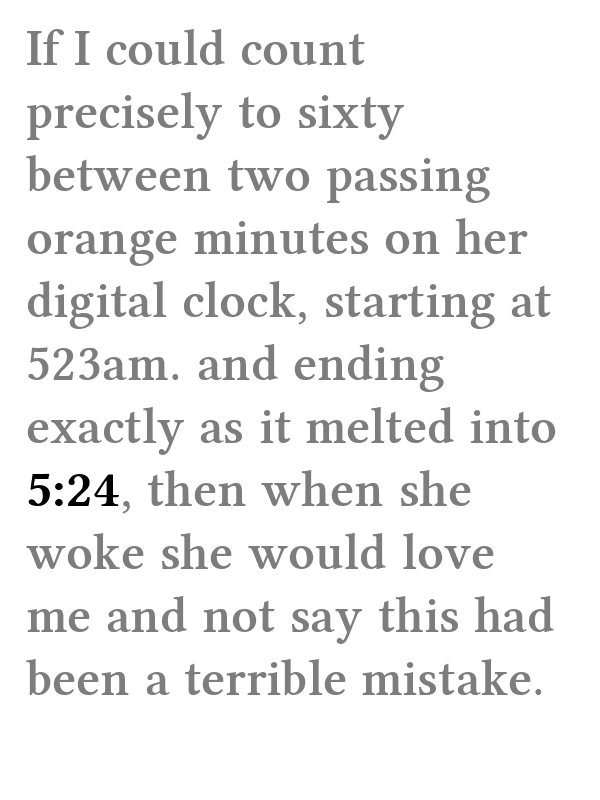 If I could count
precisely to sixty
between two passing
orange minutes on her
digital clock, starting at
523am. and ending
exactly as it melted into
5:24, then when she
woke she would love
me and not say this had
been a terrible mistake.